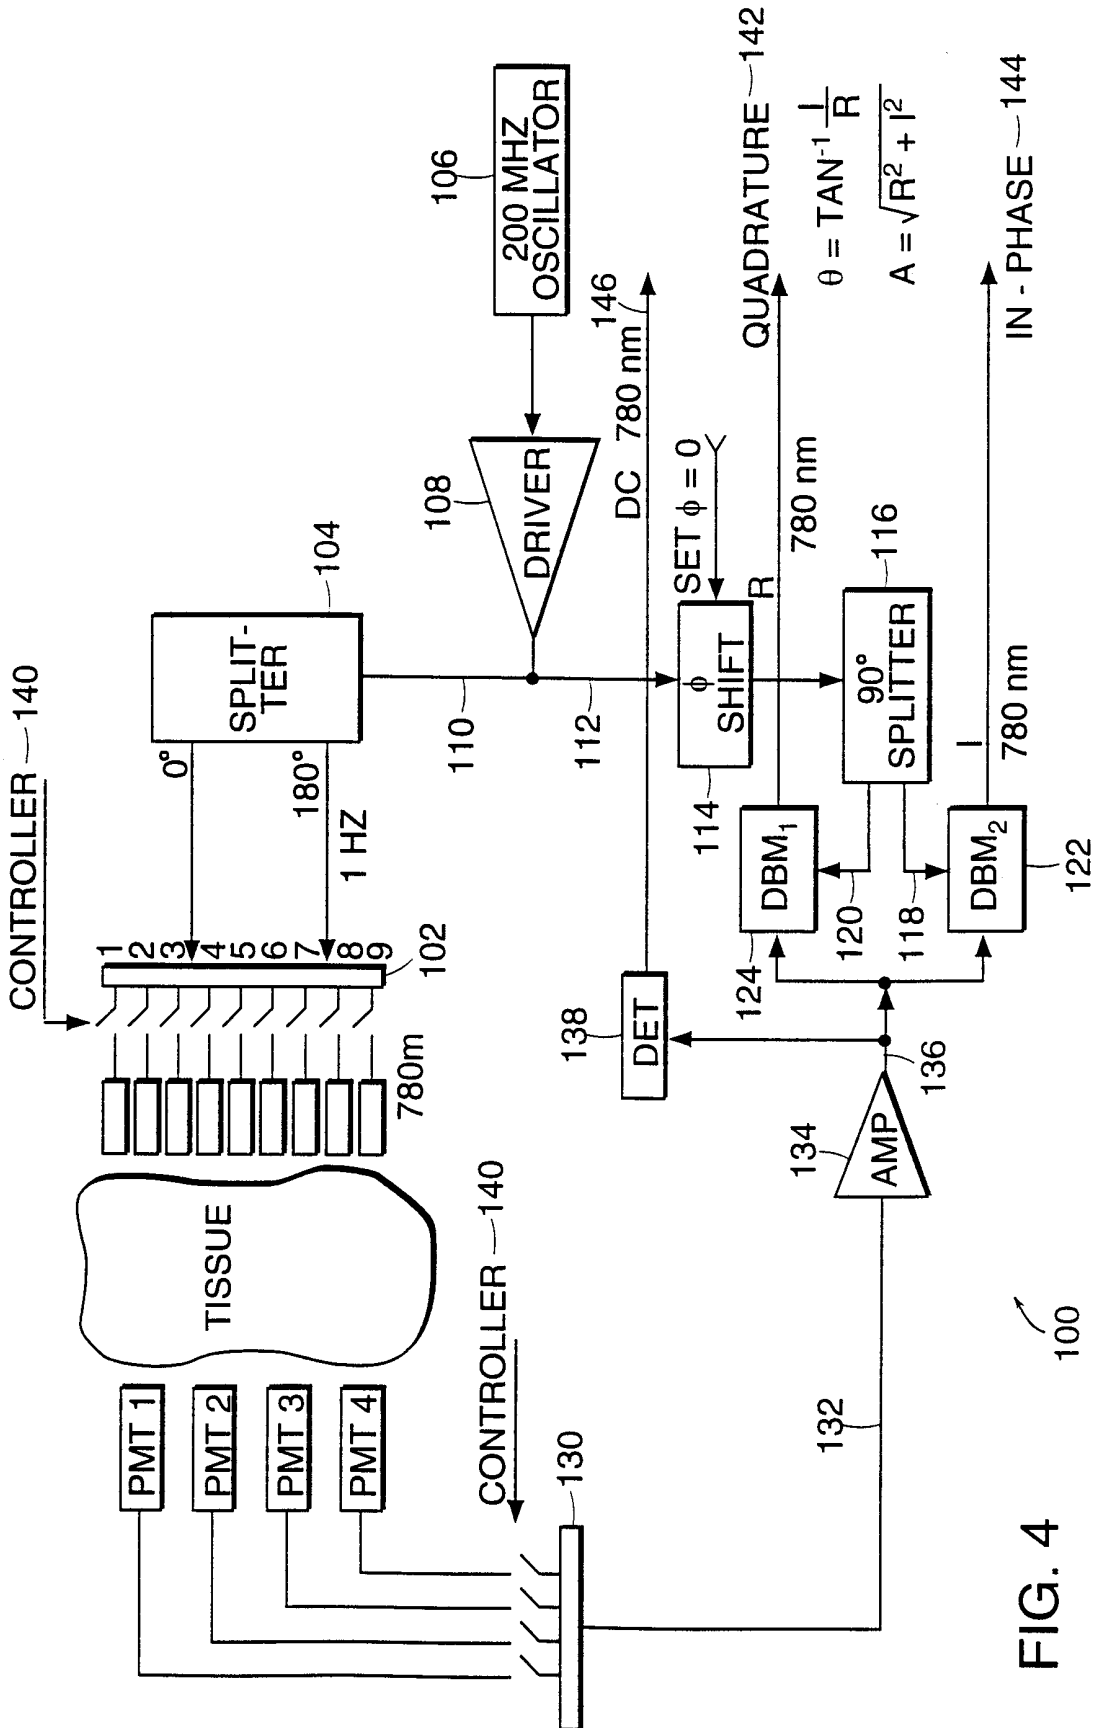 CONTROLLER 140
1
2
3
4
5
6
7
8
9
102
780m
0°
180°
1 HZ
SPLIT-
TER
104
TISSUE
PMT 1
PMT 2
PMT 3
PMT 4
CONTROLLER 140
130
132
110
112
DRIVER
108
200 MHZ
OSCILLATOR
106
DC 780 nm
146
SET ϕ = 0
ϕ
SHIFT
114
R
780 nm
QUADRATURE 142
θ = TAN⁻¹ I/R
A = √R² + I²
90°
SPLITTER
116
DET
138
DBM₁
124
120
118
DBM₂
122
I
780 nm
IN - PHASE 144
AMP
134
136
100
FIG. 4